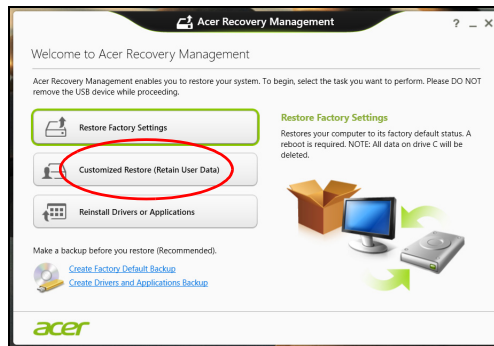 Acer Recovery Management
Welcome to Acer Recovery Management
Acer Recovery Management enables you to restore your system. To begin, select the task you want to perform. Please DO NOT
remove the USB device while proceeding.
Restore Factory Settings
Customized Restore (Retain User Data)
Reinstall Drivers or Applications
Restore Factory Settings
Restores your computer to its factory default status. A
reboot is required. NOTE: All data on drive C will be
deleted.
Make a backup before you restore (Recommended).
Create Factory Default Backup
Create Drivers and Applications Backup
acer